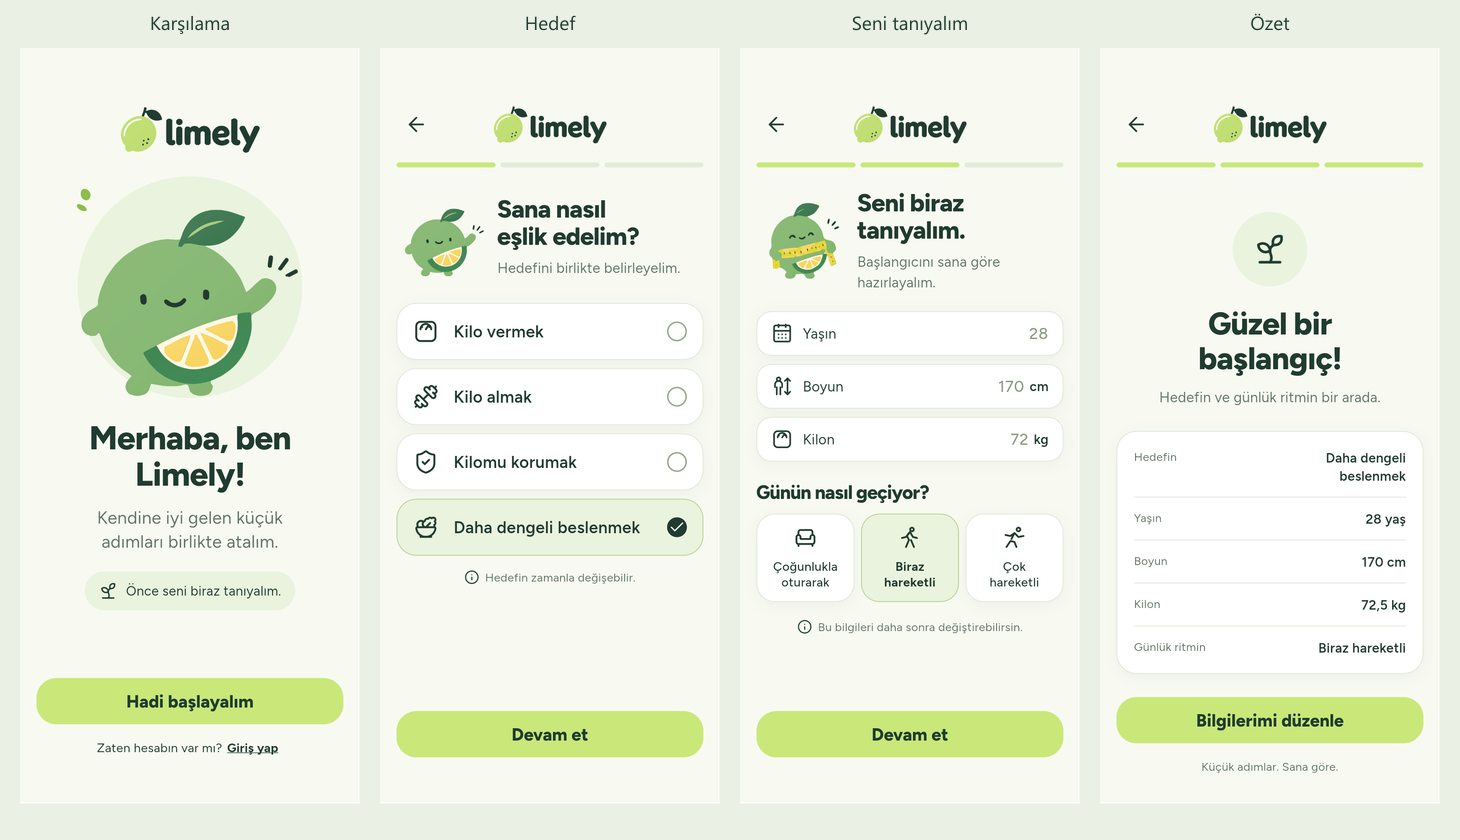 Karşılama
limely
Merhaba, ben
Limely!
Kendine iyi gelen küçük
adımları birlikte atalım.
Önce seni biraz tanıyalım.
Hadi başlayalım
Zaten hesabın var mı? Giriş yap
Hedef
limely
Sana nasıl
eşlik edelim?
Hedefini birlikte belirleyelim.
Kilo vermek
Kilo almak
Kilomu korumak
Daha dengeli beslenmek
Hedefin zamanla değişebilir.
Devam et
Seni tanıyalım
limely
Seni biraz
tanıyalım.
Başlangıcını sana göre
hazırlayalım.
Yaşın 28
Boyun 170 cm
Kilon 72 kg
Günün nasıl geçiyor?
Çoğunlukla
oturarak
Biraz
hareketli
Çok
hareketli
Bu bilgileri daha sonra değiştirebilirsin.
Devam et
Özet
limely
Güzel bir
başlangıç!
Hedefin ve günlük ritmin bir arada.
Hedefin Daha dengeli
beslenmek
Yaşın 28 yaş
Boyun 170 cm
Kilon 72,5 kg
Günlük ritmin Biraz hareketli
Bilgilerimi düzenle
Küçük adımlar. Sana göre.